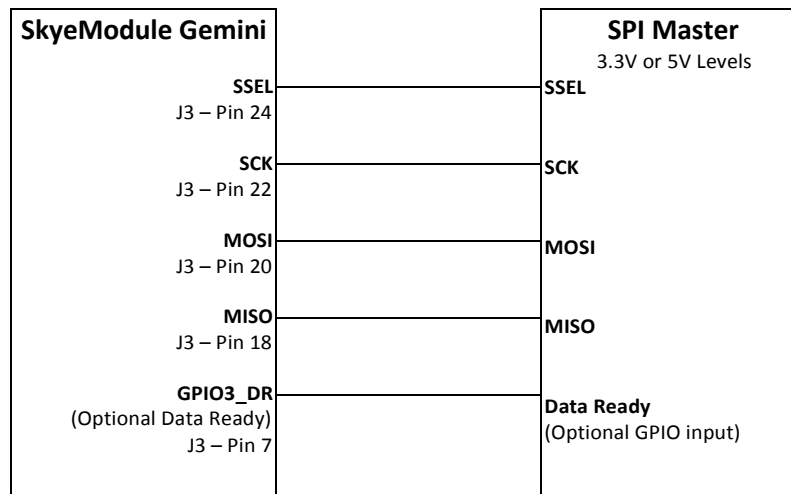 SkyeModule Gemini
SSEL
J3 – Pin 24
SCK
J3 – Pin 22
MOSI
J3 – Pin 20
MISO
J3 – Pin 18
GPIO3_DR
(Optional Data Ready)
J3 – Pin 7
SPI Master
3.3V or 5V Levels
SSEL
SCK
MOSI
MISO
Data Ready
(Optional GPIO input)